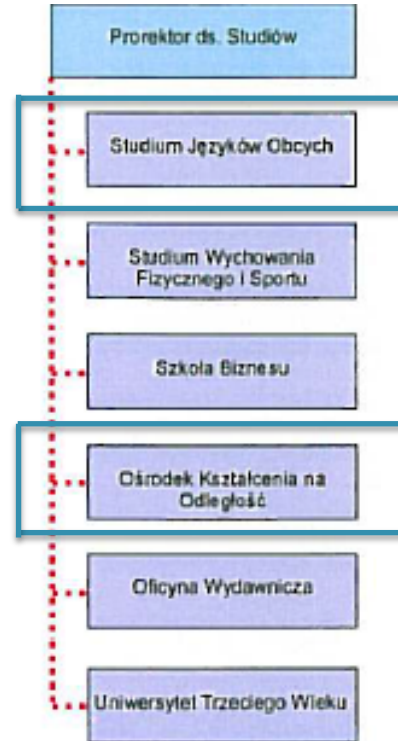 Prorektor ds. Studiów
Studium Języków Obcych
Studium Wychowania
Fizycznego i Sportu
Szkoła Biznesu
Ośrodek Kształcenia na
Odległość
Oficyna Wydawnicza
Uniwersytet Trzeciego Wieku